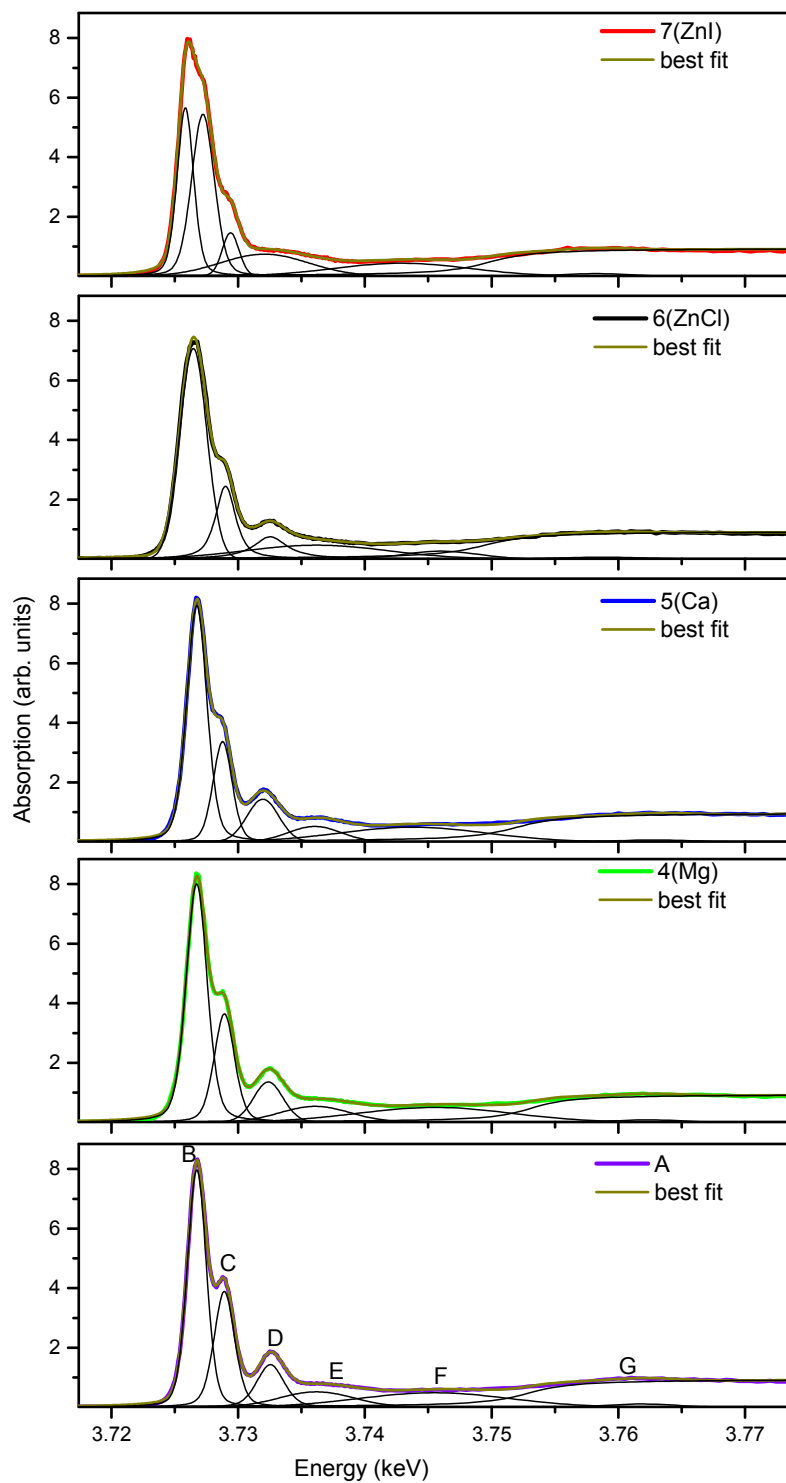 7(ZnI)
best fit
8
6
4
2
6(ZnCl)
best fit
8
6
4
2
5(Ca)
best fit
8
6
4
2
Absorption (arb. units)
4(Mg)
best fit
8
6
4
2
A
best fit
B
C
D
E
F
G
8
6
4
2
3.72 3.73 3.74 3.75 3.76 3.77
Energy (keV)